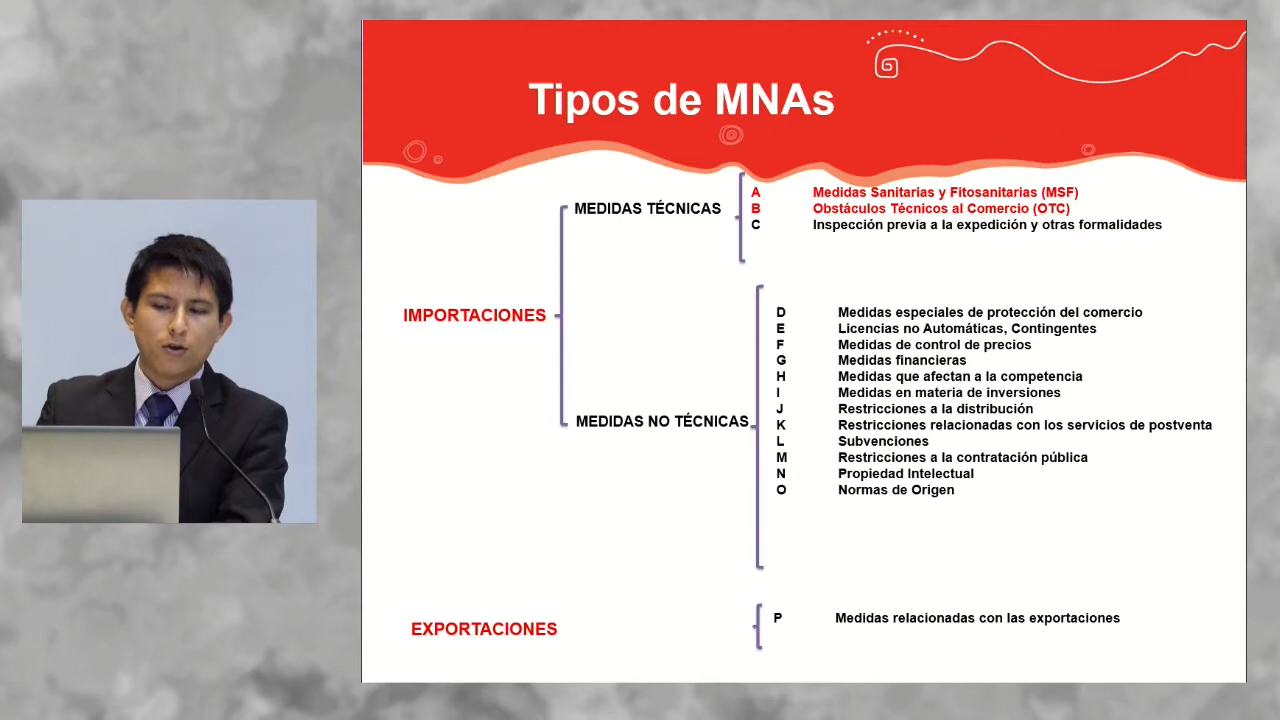 Tipos de MNAs
IMPORTACIONES
MEDIDAS TÉCNICAS
A Medidas Sanitarias y Fitosanitarias (MSF)
B Obstáculos Técnicos al Comercio (OTC)
C Inspección previa a la expedición y otras formalidades
MEDIDAS NO TÉCNICAS
D Medidas especiales de protección del comercio
E Licencias no Automáticas, Contingentes
F Medidas de control de precios
G Medidas financieras
H Medidas que afectan a la competencia
I Medidas en materia de inversiones
J Restricciones a la distribución
K Restricciones relacionadas con los servicios de postventa
L Subvenciones
M Restricciones a la contratación pública
N Propiedad Intelectual
O Normas de Origen
EXPORTACIONES
P Medidas relacionadas con las exportaciones